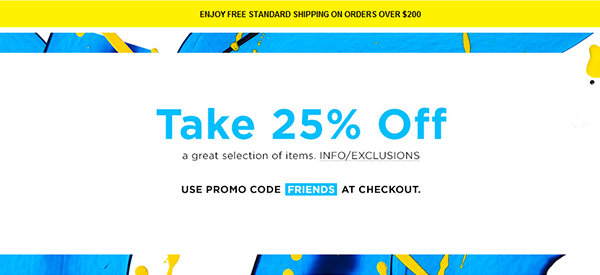 ENJOY FREE STANDARD SHIPPING ON ORDERS OVER $200
Take 25% Off
a great selection of items. INFO/EXCLUSIONS
USE PROMO CODE FRIENDS AT CHECKOUT.